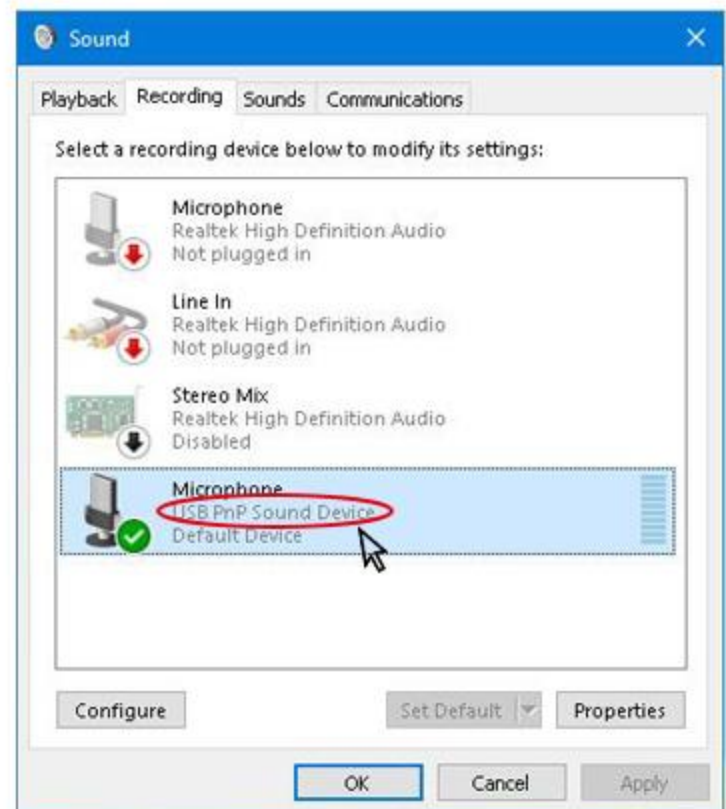 Sound
Playback Recording Sounds Communications
Select a recording device below to modify its settings:
Microphone
Realtek High Definition Audio
Not plugged in
Line In
Realtek High Definition Audio
Not plugged in
Stereo Mix
Realtek High Definition Audio
Disabled
Microphone
USB PnP Sound Device
Default Device
Configure Set Default Properties
OK Cancel Apply